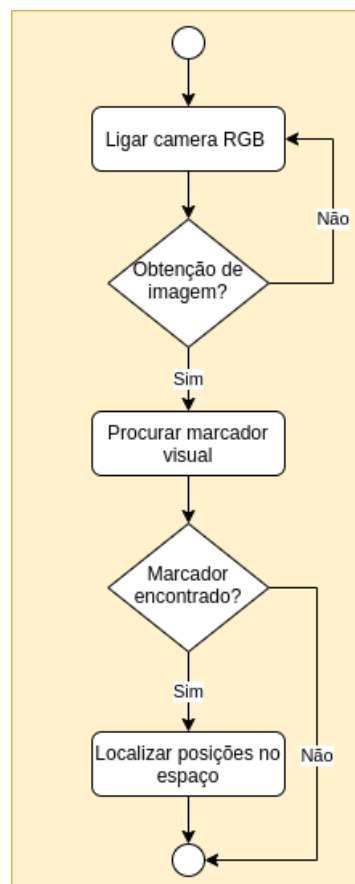 Ligar camera RGB
Não
Obtenção de
imagem?
Sim
Procurar marcador
visual
Marcador
encontrado?
Sim
Localizar posições no
espaço
Não